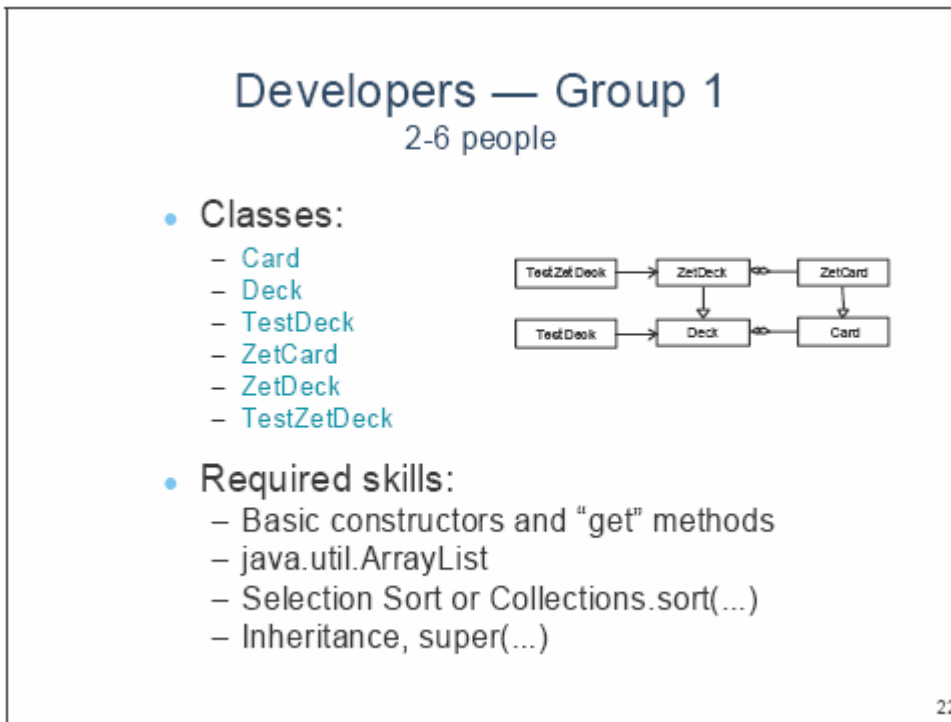 Developers — Group 1
2-6 people
• Classes:
– Card
– Deck
– TestDeck
– ZetCard
– ZetDeck
– TestZetDeck
TestZetDeck
ZetDeck
ZetCard
TestDeck
Deck
Card
• Required skills:
– Basic constructors and “get” methods
– java.util.ArrayList
– Selection Sort or Collections.sort(...)
– Inheritance, super(...)